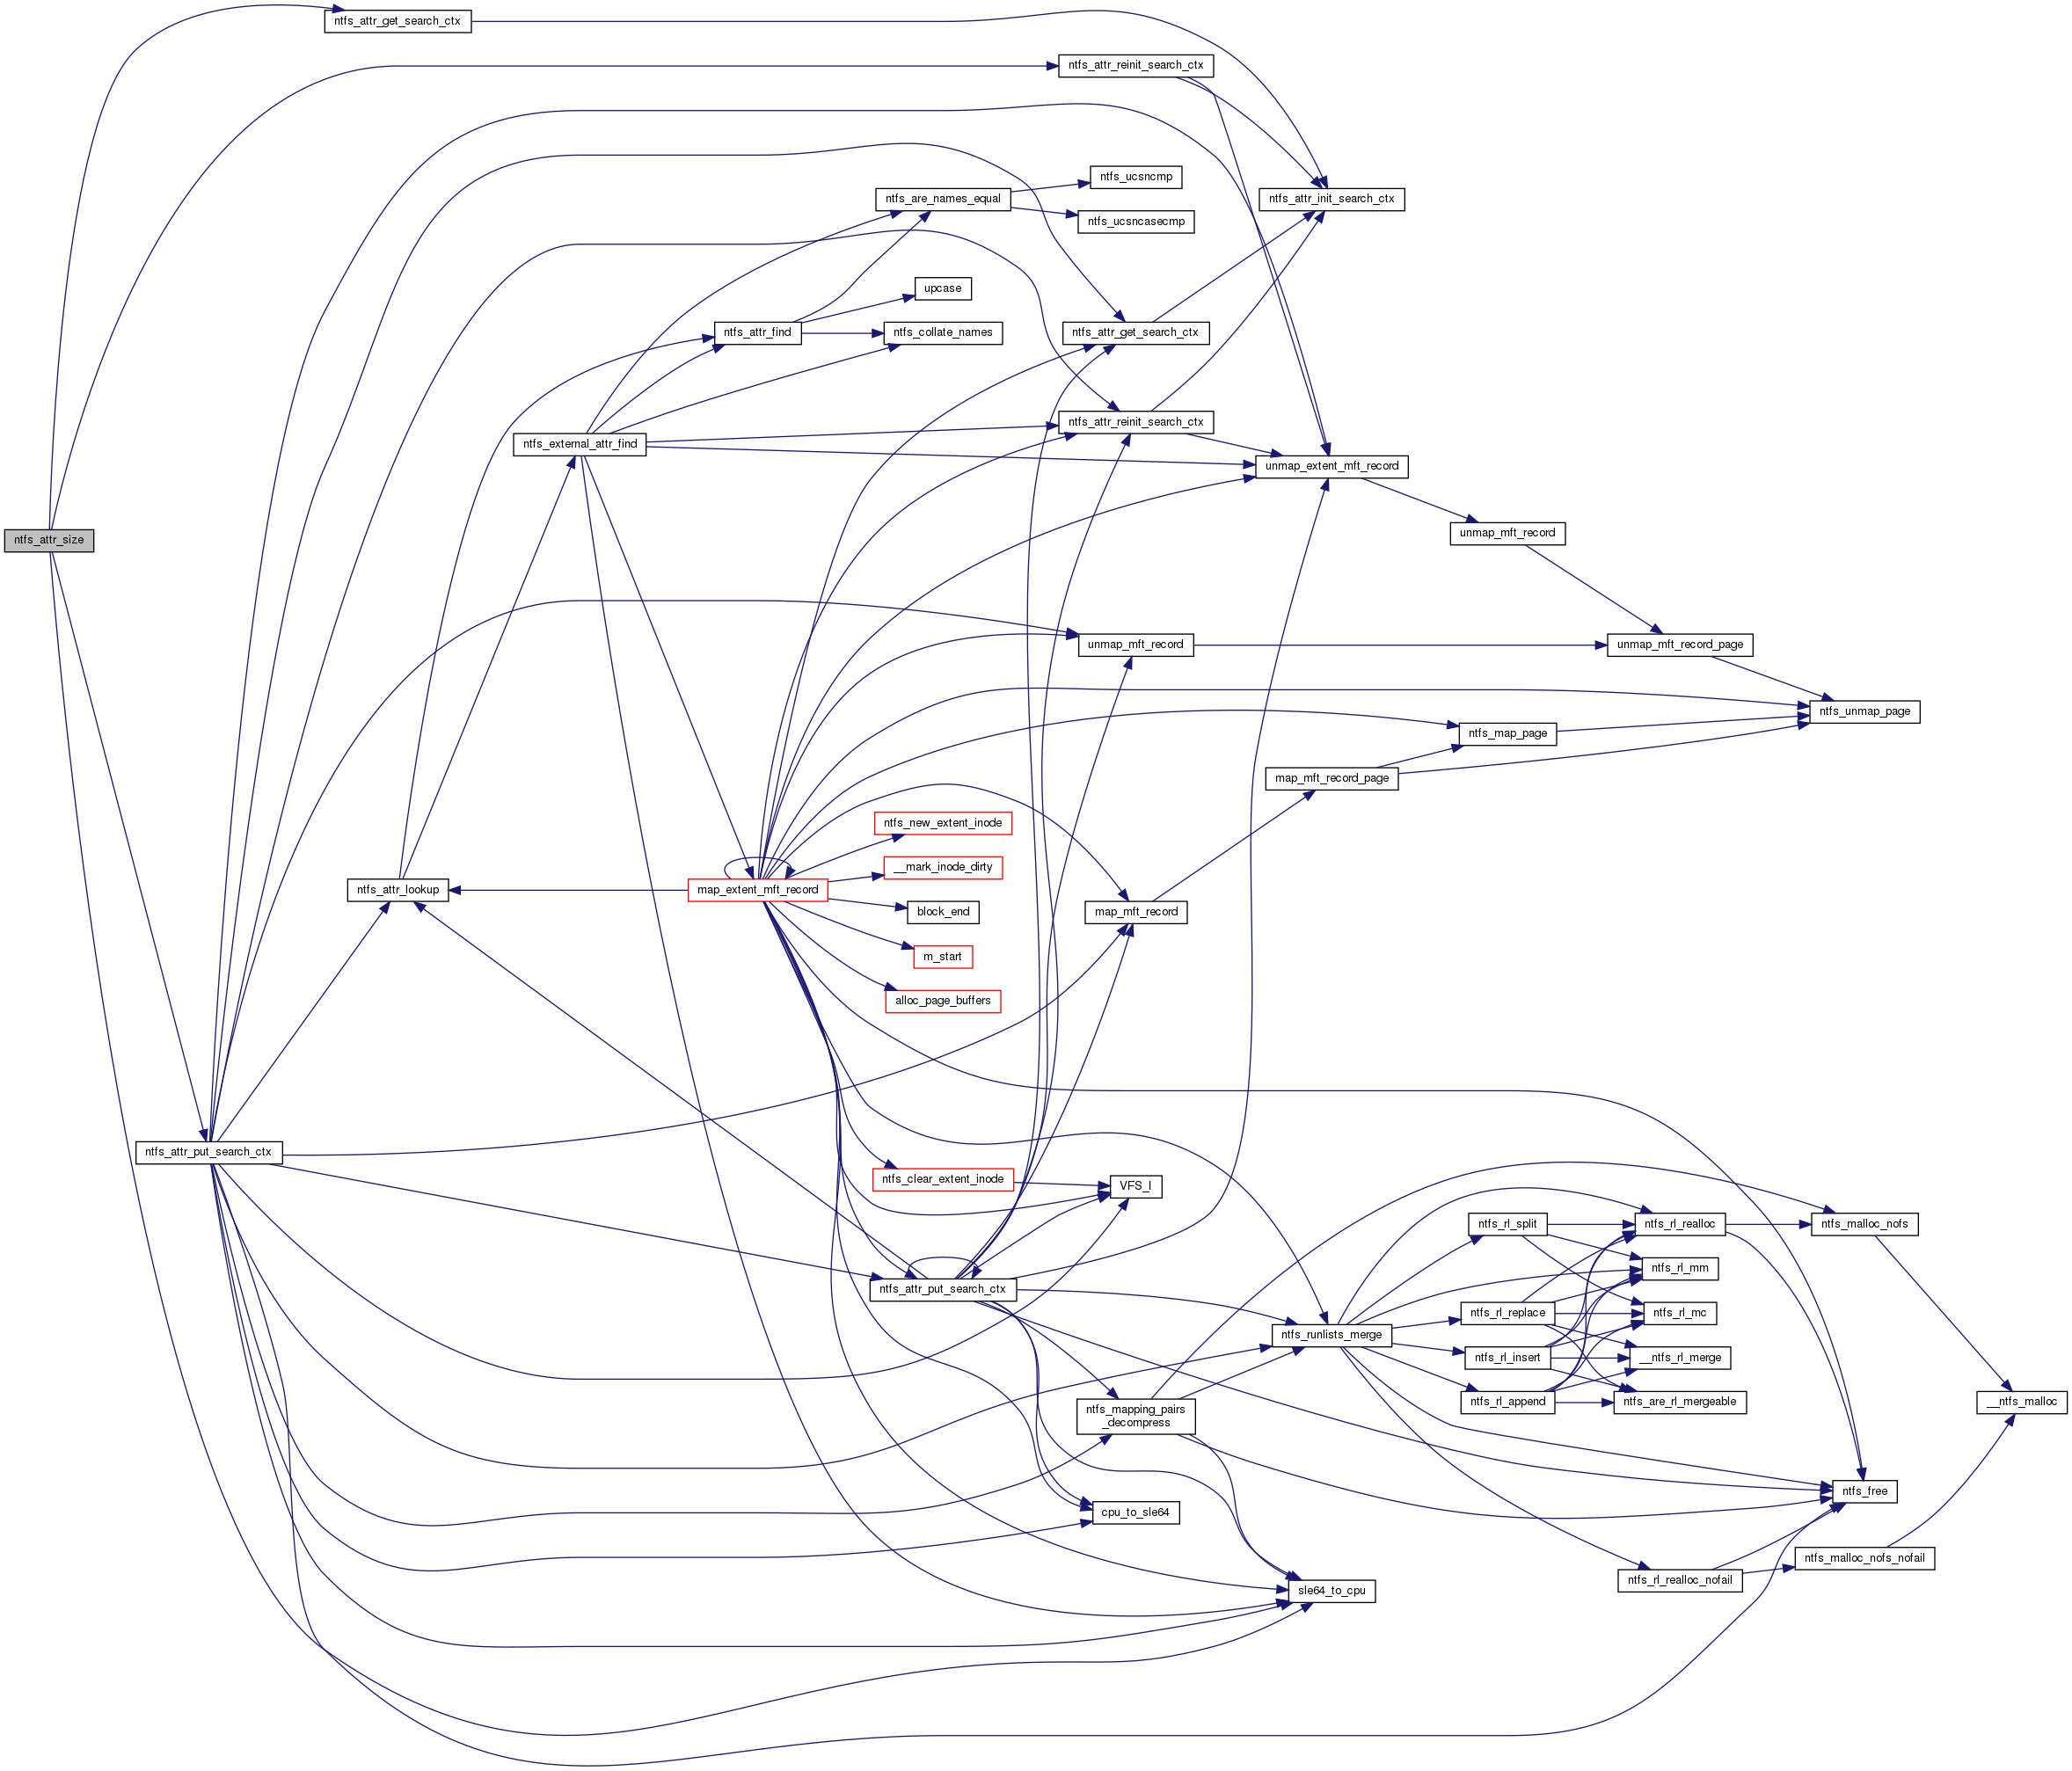 ntfs_attr_get_search_ctx
ntfs_attr_reinit_search_ctx
ntfs_ucsncmp
ntfs_are_names_equal
ntfs_attr_init_search_ctx
ntfs_ucsncasecmp
upcase
ntfs_attr_find
ntfs_collate_names
ntfs_attr_get_search_ctx
ntfs_attr_reinit_search_ctx
ntfs_external_attr_find
unmap_extent_mft_record
unmap_mft_record
ntfs_attr_size
unmap_mft_record
unmap_mft_record_page
ntfs_unmap_page
ntfs_map_page
map_mft_record_page
ntfs_new_extent_inode
__mark_inode_dirty
ntfs_attr_lookup
map_extent_mft_record
block_end
map_mft_record
m_start
alloc_page_buffers
ntfs_attr_put_search_ctx
ntfs_clear_extent_inode
VFS_I
ntfs_rl_split
ntfs_rl_realloc
ntfs_malloc_nofs
ntfs_rl_mm
ntfs_attr_put_search_ctx
ntfs_rl_replace
ntfs_rl_mc
ntfs_runlists_merge
ntfs_rl_insert
__ntfs_rl_merge
ntfs_rl_append
ntfs_are_rl_mergeable
__ntfs_malloc
ntfs_mapping_pairs
_decompress
ntfs_free
cpu_to_sle64
ntfs_malloc_nofs_nofail
ntfs_rl_realloc_nofail
sle64_to_cpu